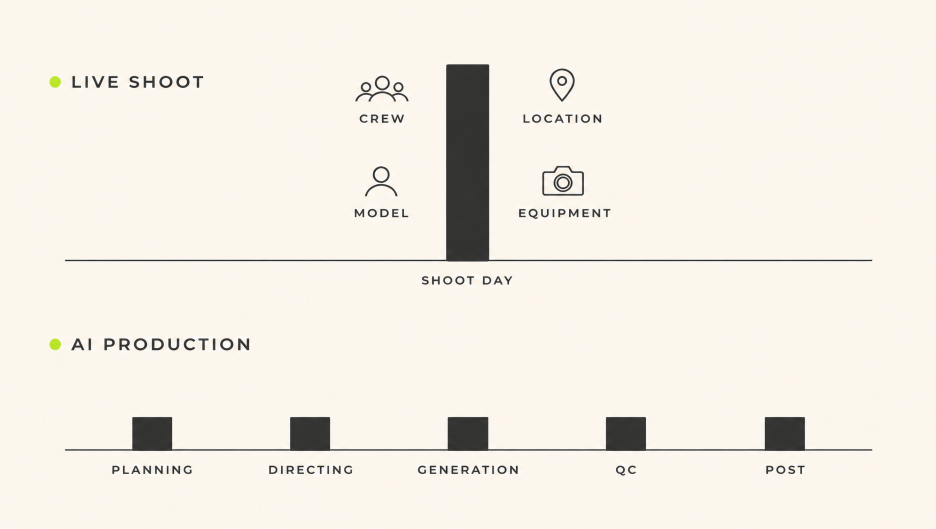 LIVE SHOOT
CREW
LOCATION
MODEL
EQUIPMENT
SHOOT DAY
AI PRODUCTION
PLANNING
DIRECTING
GENERATION
QC
POST